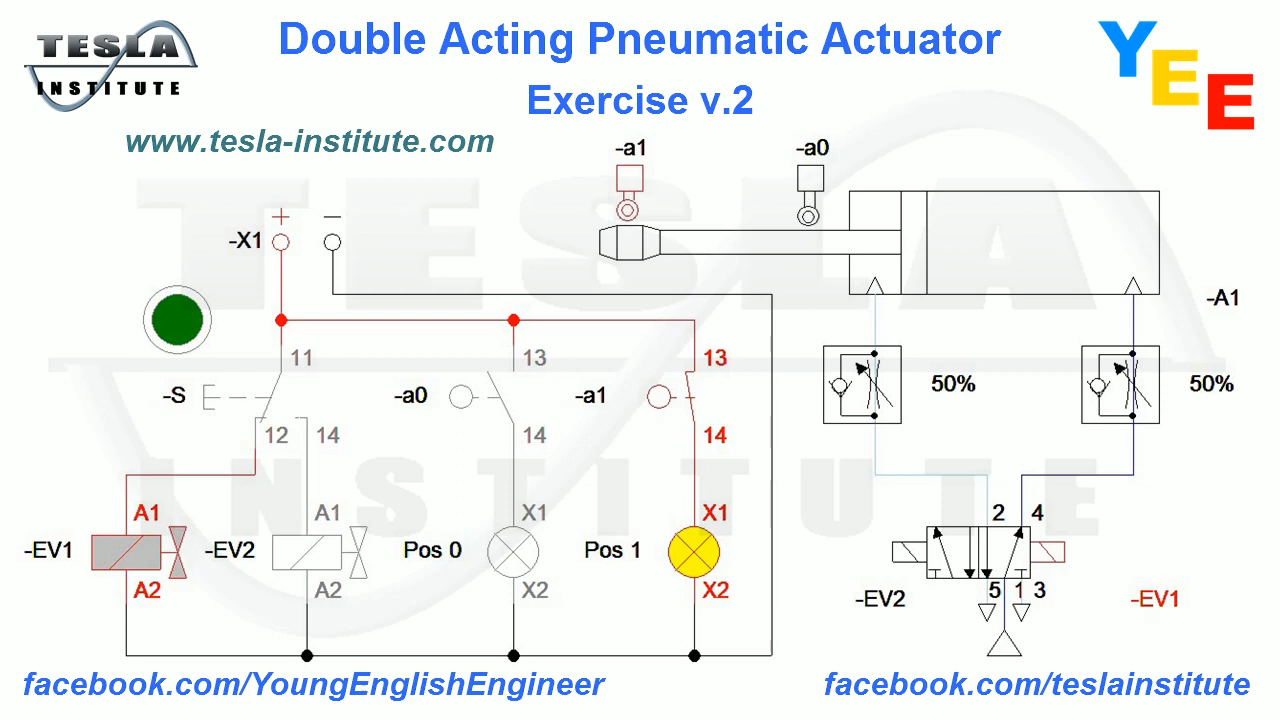 TESLA
INSTITUTE
Double Acting Pneumatic Actuator
Exercise v.2
YEE
www.tesla-institute.com
-a1
-a0
+
−
-X1
-A1
11
13
13
-S
-a0
-a1
50%
50%
12
14
14
14
A1
A1
X1
X1
2
4
-EV1
-EV2
Pos 0
Pos 1
A2
A2
X2
X2
5
1
3
-EV2
-EV1
facebook.com/YoungEnglishEngineer
facebook.com/teslainstitute
TESLA
INSTITUTE